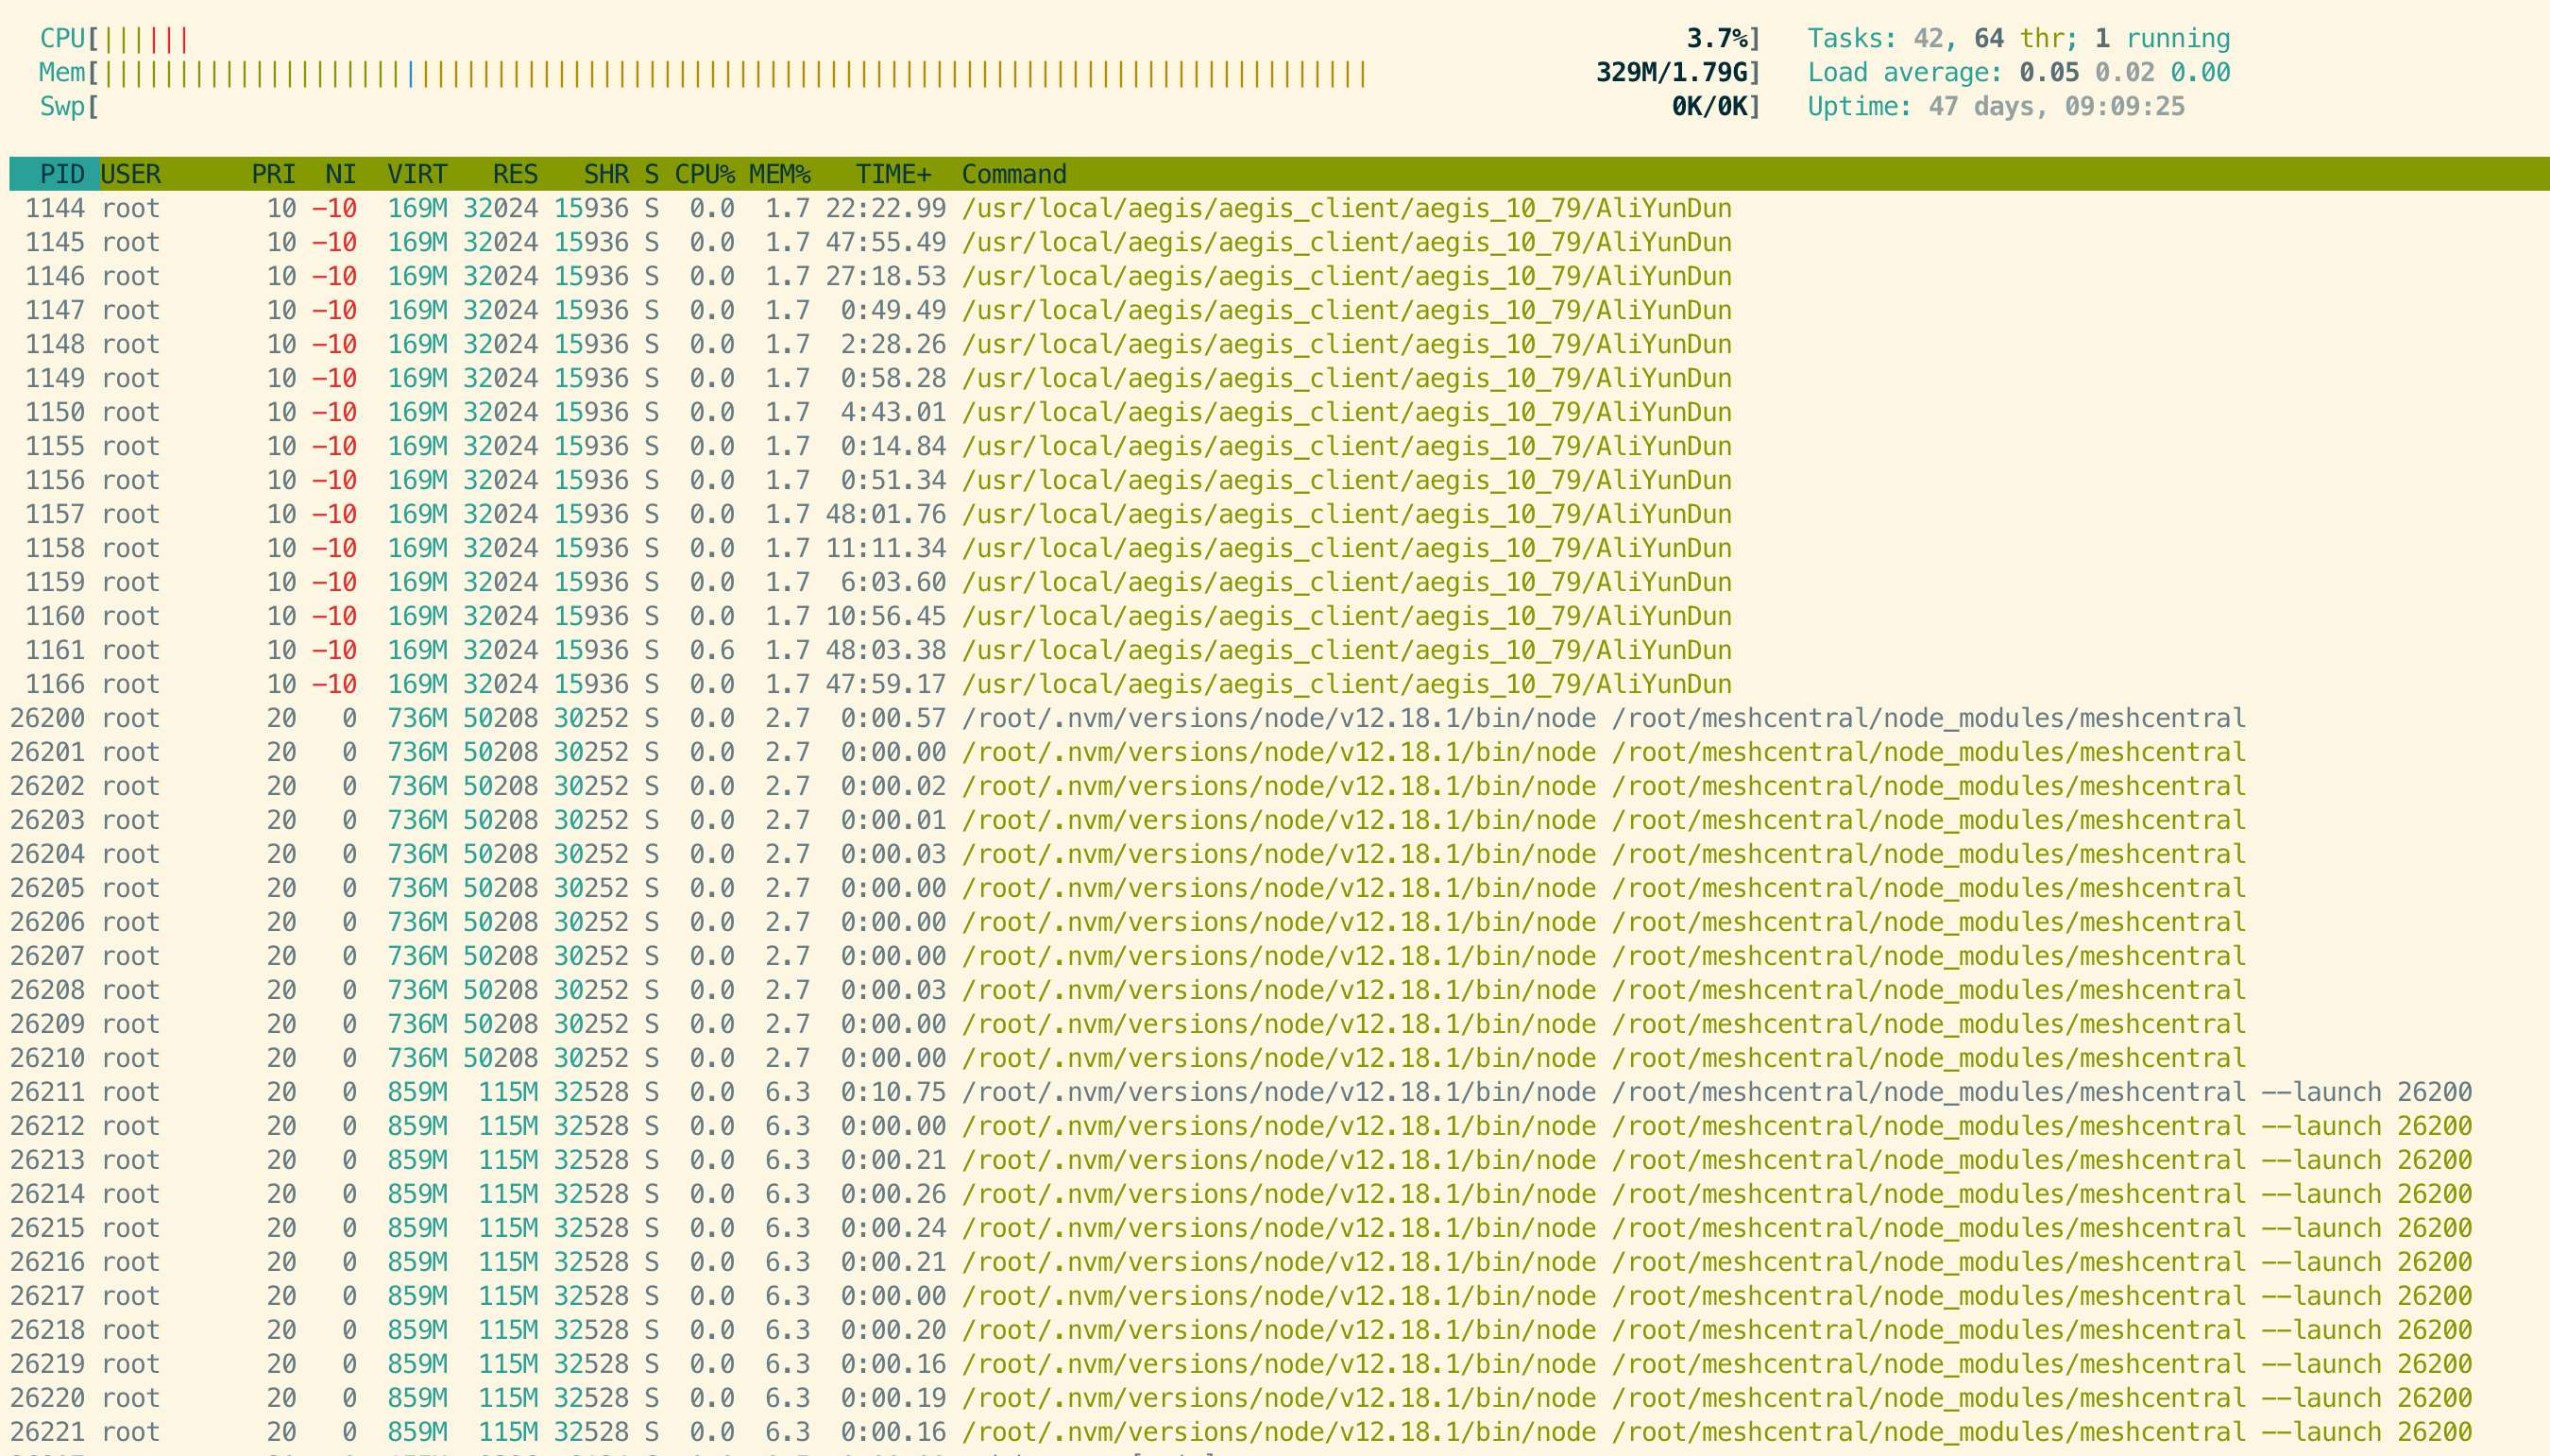 CPU[||||||                                                                 3.7%]   Tasks: 42, 64 thr; 1 running
Mem[||||||||||||||||||||||||||||||||||||||||||||||||||||||||||||||||||||||||||||||||||||               329M/1.79G]   Load average: 0.05 0.02 0.00
Swp[                                                                 0K/0K]   Uptime: 47 days, 09:09:25
PID USER PRI NI VIRT RES SHR S CPU% MEM% TIME+ Command
1144 root 10 -10 169M 32024 15936 S 0.0 1.7 22:22.99 /usr/local/aegis/aegis_client/aegis_10_79/AliYunDun
1145 root 10 -10 169M 32024 15936 S 0.0 1.7 47:55.49 /usr/local/aegis/aegis_client/aegis_10_79/AliYunDun
1146 root 10 -10 169M 32024 15936 S 0.0 1.7 27:18.53 /usr/local/aegis/aegis_client/aegis_10_79/AliYunDun
1147 root 10 -10 169M 32024 15936 S 0.0 1.7 0:49.49 /usr/local/aegis/aegis_client/aegis_10_79/AliYunDun
1148 root 10 -10 169M 32024 15936 S 0.0 1.7 2:28.26 /usr/local/aegis/aegis_client/aegis_10_79/AliYunDun
1149 root 10 -10 169M 32024 15936 S 0.0 1.7 0:58.28 /usr/local/aegis/aegis_client/aegis_10_79/AliYunDun
1150 root 10 -10 169M 32024 15936 S 0.0 1.7 4:43.01 /usr/local/aegis/aegis_client/aegis_10_79/AliYunDun
1155 root 10 -10 169M 32024 15936 S 0.0 1.7 0:14.84 /usr/local/aegis/aegis_client/aegis_10_79/AliYunDun
1156 root 10 -10 169M 32024 15936 S 0.0 1.7 0:51.34 /usr/local/aegis/aegis_client/aegis_10_79/AliYunDun
1157 root 10 -10 169M 32024 15936 S 0.0 1.7 48:01.76 /usr/local/aegis/aegis_client/aegis_10_79/AliYunDun
1158 root 10 -10 169M 32024 15936 S 0.0 1.7 11:11.34 /usr/local/aegis/aegis_client/aegis_10_79/AliYunDun
1159 root 10 -10 169M 32024 15936 S 0.0 1.7 6:03.60 /usr/local/aegis/aegis_client/aegis_10_79/AliYunDun
1160 root 10 -10 169M 32024 15936 S 0.0 1.7 10:56.45 /usr/local/aegis/aegis_client/aegis_10_79/AliYunDun
1161 root 10 -10 169M 32024 15936 S 0.6 1.7 48:03.38 /usr/local/aegis/aegis_client/aegis_10_79/AliYunDun
1166 root 10 -10 169M 32024 15936 S 0.0 1.7 47:59.17 /usr/local/aegis/aegis_client/aegis_10_79/AliYunDun
26200 root 20 0 736M 50208 30252 S 0.0 2.7 0:00.57 /root/.nvm/versions/node/v12.18.1/bin/node /root/meshcentral/node_modules/meshcentral
26201 root 20 0 736M 50208 30252 S 0.0 2.7 0:00.00 /root/.nvm/versions/node/v12.18.1/bin/node /root/meshcentral/node_modules/meshcentral
26202 root 20 0 736M 50208 30252 S 0.0 2.7 0:00.02 /root/.nvm/versions/node/v12.18.1/bin/node /root/meshcentral/node_modules/meshcentral
26203 root 20 0 736M 50208 30252 S 0.0 2.7 0:00.01 /root/.nvm/versions/node/v12.18.1/bin/node /root/meshcentral/node_modules/meshcentral
26204 root 20 0 736M 50208 30252 S 0.0 2.7 0:00.03 /root/.nvm/versions/node/v12.18.1/bin/node /root/meshcentral/node_modules/meshcentral
26205 root 20 0 736M 50208 30252 S 0.0 2.7 0:00.00 /root/.nvm/versions/node/v12.18.1/bin/node /root/meshcentral/node_modules/meshcentral
26206 root 20 0 736M 50208 30252 S 0.0 2.7 0:00.00 /root/.nvm/versions/node/v12.18.1/bin/node /root/meshcentral/node_modules/meshcentral
26207 root 20 0 736M 50208 30252 S 0.0 2.7 0:00.00 /root/.nvm/versions/node/v12.18.1/bin/node /root/meshcentral/node_modules/meshcentral
26208 root 20 0 736M 50208 30252 S 0.0 2.7 0:00.03 /root/.nvm/versions/node/v12.18.1/bin/node /root/meshcentral/node_modules/meshcentral
26209 root 20 0 736M 50208 30252 S 0.0 2.7 0:00.00 /root/.nvm/versions/node/v12.18.1/bin/node /root/meshcentral/node_modules/meshcentral
26210 root 20 0 736M 50208 30252 S 0.0 2.7 0:00.00 /root/.nvm/versions/node/v12.18.1/bin/node /root/meshcentral/node_modules/meshcentral
26211 root 20 0 859M 115M 32528 S 0.0 6.3 0:10.75 /root/.nvm/versions/node/v12.18.1/bin/node /root/meshcentral/node_modules/meshcentral --launch 26200
26212 root 20 0 859M 115M 32528 S 0.0 6.3 0:00.00 /root/.nvm/versions/node/v12.18.1/bin/node /root/meshcentral/node_modules/meshcentral --launch 26200
26213 root 20 0 859M 115M 32528 S 0.0 6.3 0:00.21 /root/.nvm/versions/node/v12.18.1/bin/node /root/meshcentral/node_modules/meshcentral --launch 26200
26214 root 20 0 859M 115M 32528 S 0.0 6.3 0:00.26 /root/.nvm/versions/node/v12.18.1/bin/node /root/meshcentral/node_modules/meshcentral --launch 26200
26215 root 20 0 859M 115M 32528 S 0.0 6.3 0:00.24 /root/.nvm/versions/node/v12.18.1/bin/node /root/meshcentral/node_modules/meshcentral --launch 26200
26216 root 20 0 859M 115M 32528 S 0.0 6.3 0:00.21 /root/.nvm/versions/node/v12.18.1/bin/node /root/meshcentral/node_modules/meshcentral --launch 26200
26217 root 20 0 859M 115M 32528 S 0.0 6.3 0:00.00 /root/.nvm/versions/node/v12.18.1/bin/node /root/meshcentral/node_modules/meshcentral --launch 26200
26218 root 20 0 859M 115M 32528 S 0.0 6.3 0:00.20 /root/.nvm/versions/node/v12.18.1/bin/node /root/meshcentral/node_modules/meshcentral --launch 26200
26219 root 20 0 859M 115M 32528 S 0.0 6.3 0:00.16 /root/.nvm/versions/node/v12.18.1/bin/node /root/meshcentral/node_modules/meshcentral --launch 26200
26220 root 20 0 859M 115M 32528 S 0.0 6.3 0:00.19 /root/.nvm/versions/node/v12.18.1/bin/node /root/meshcentral/node_modules/meshcentral --launch 26200
26221 root 20 0 859M 115M 32528 S 0.0 6.3 0:00.16 /root/.nvm/versions/node/v12.18.1/bin/node /root/meshcentral/node_modules/meshcentral --launch 26200